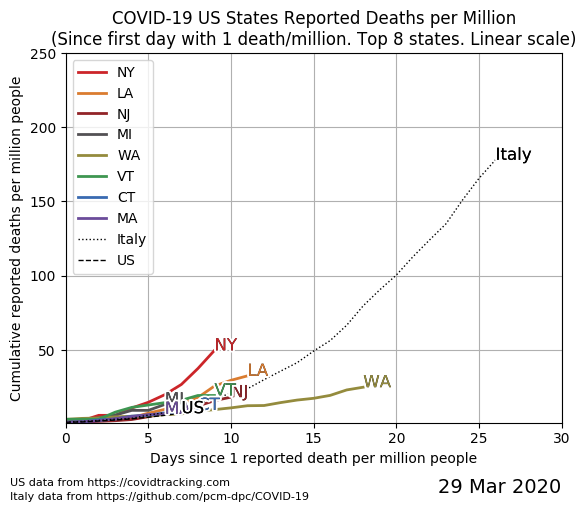 COVID-19 US States Reported Deaths per Million
(Since first day with 1 death/million. Top 8 states. Linear scale)
Cumulative reported deaths per million people
250
200
150
100
50
NY
LA
NJ
MI
WA
VT
CT
MA
Italy
US
Italy
NY
LA
WA
VT
NJ
MI
CT
MA
US
0
5
10
15
20
25
30
Days since 1 reported death per million people
US data from https://covidtracking.com
Italy data from https://github.com/pcm-dpc/COVID-19
29 Mar 2020